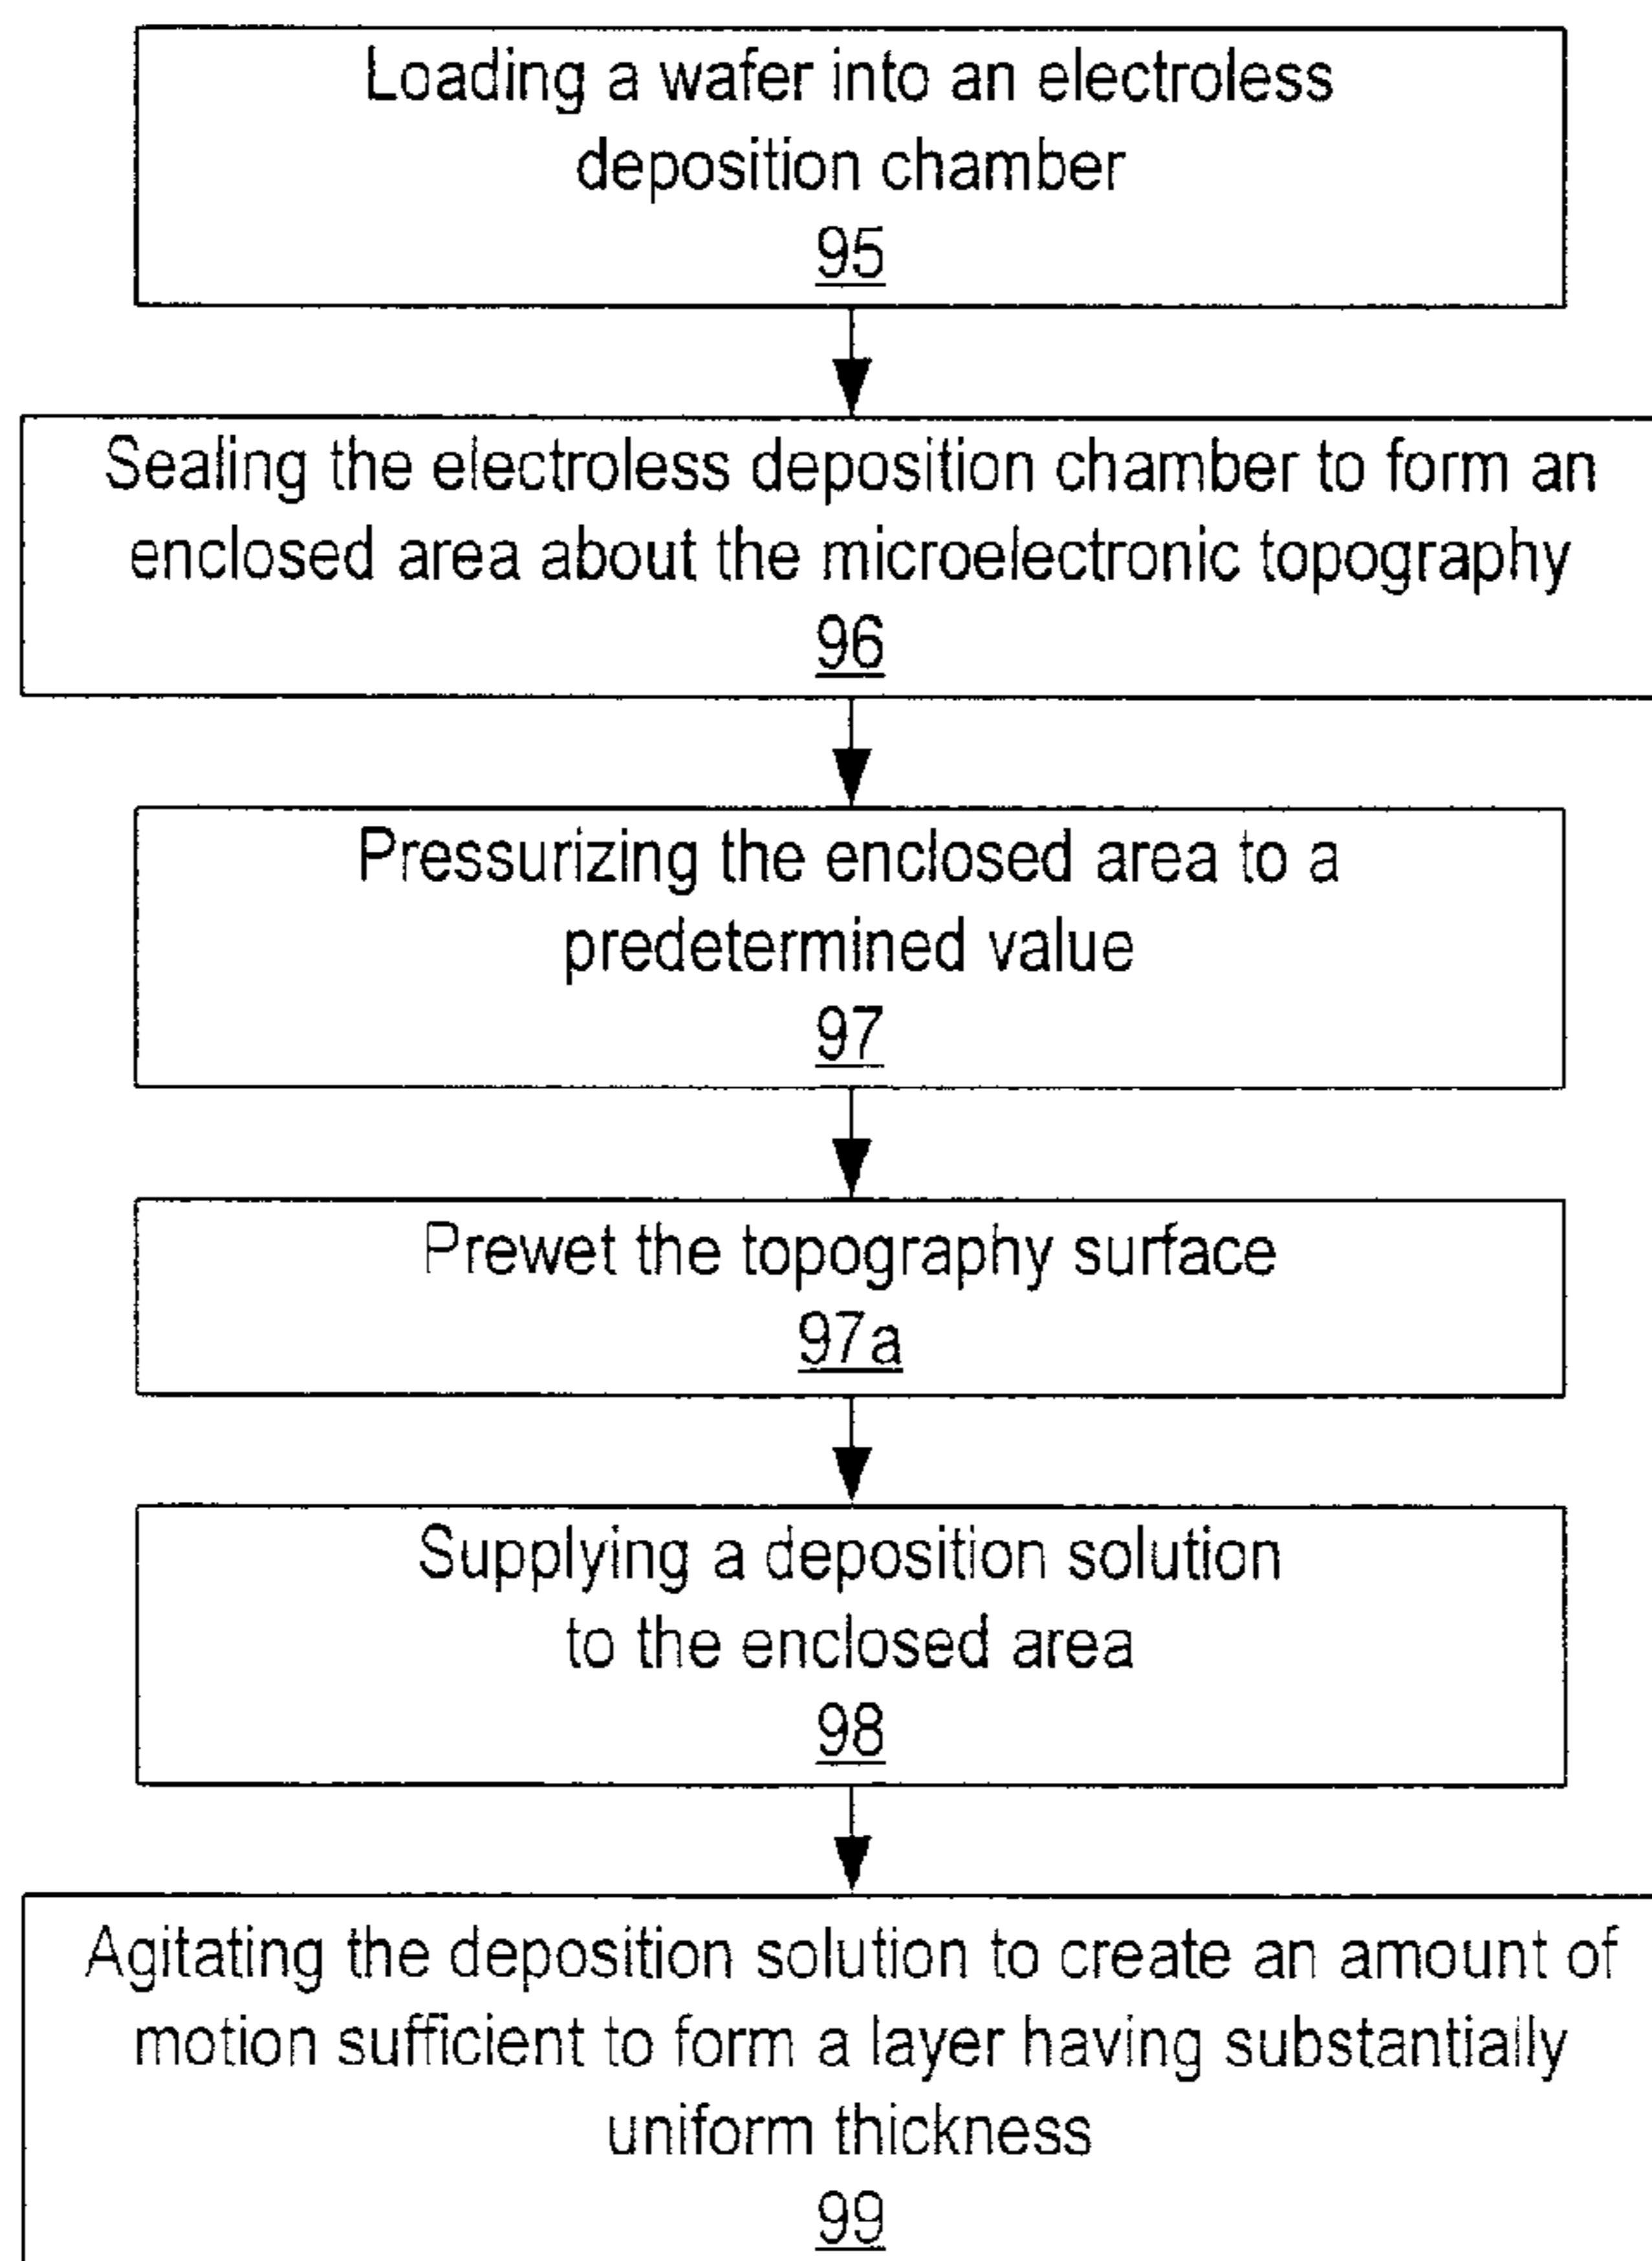 Loading a wafer into an electroless
deposition chamber
95
Sealing the electroless deposition chamber to form an
enclosed area about the microelectronic topography
96
Pressurizing the enclosed area to a
predetermined value
97
Prewet the topography surface
97a
Supplying a deposition solution
to the enclosed area
98
Agitating the deposition solution to create an amount of
motion sufficient to form a layer having substantially
uniform thickness
99